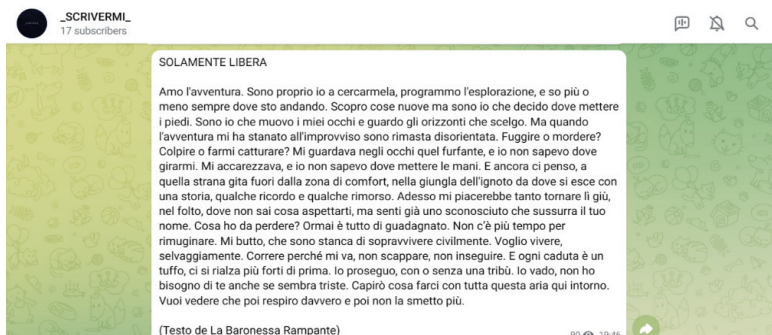 _SCRIVERMI_
17 subscribers
SOLAMENTE LIBERA
Amo l'avventura. Sono proprio io a cercarmela, programmo l'esplorazione, e so più o
meno sempre dove sto andando. Scopro cose nuove ma sono io che decido dove mettere
i piedi. Sono io che muovo i miei occhi e guardo gli orizzonti che scelgo. Ma quando
l'avventura mi ha stanato all'improvviso sono rimasta disorientata. Fuggire o mordere?
Colpire o farmi catturare? Mi guardava negli occhi quel furfante, e io non sapevo dove
girarmi. Mi accarezzava, e io non sapevo dove mettere le mani. E ancora ci penso, a
quella strana gita fuori dalla zona di comfort, nella giungla dell'ignoto da dove si esce con
una storia, qualche ricordo e qualche rimorso. Adesso mi piacerebbe tanto tornare lì giù,
nel folto, dove non sai cosa aspettarti, ma senti già uno sconosciuto che sussurra il tuo
nome. Cosa ho da perdere? Ormai è tutto di guadagnato. Non c'è più tempo per
rimuginare. Mi butto, che sono stanca di sopravvivere civilmente. Voglio vivere,
selvaggiamente. Correre perché mi va, non scappare, non inseguire. E ogni caduta è un
tuffo, ci si rialza più forti di prima. Io proseguo, con o senza una tribù. Io vado, non ho
bisogno di te anche se sembra triste. Capirò cosa farci con tutta questa aria qui intorno.
Vuoi vedere che poi respiro davvero e poi non la smetto più.
(Testo de La Baronessa Rampante)
90 19:46